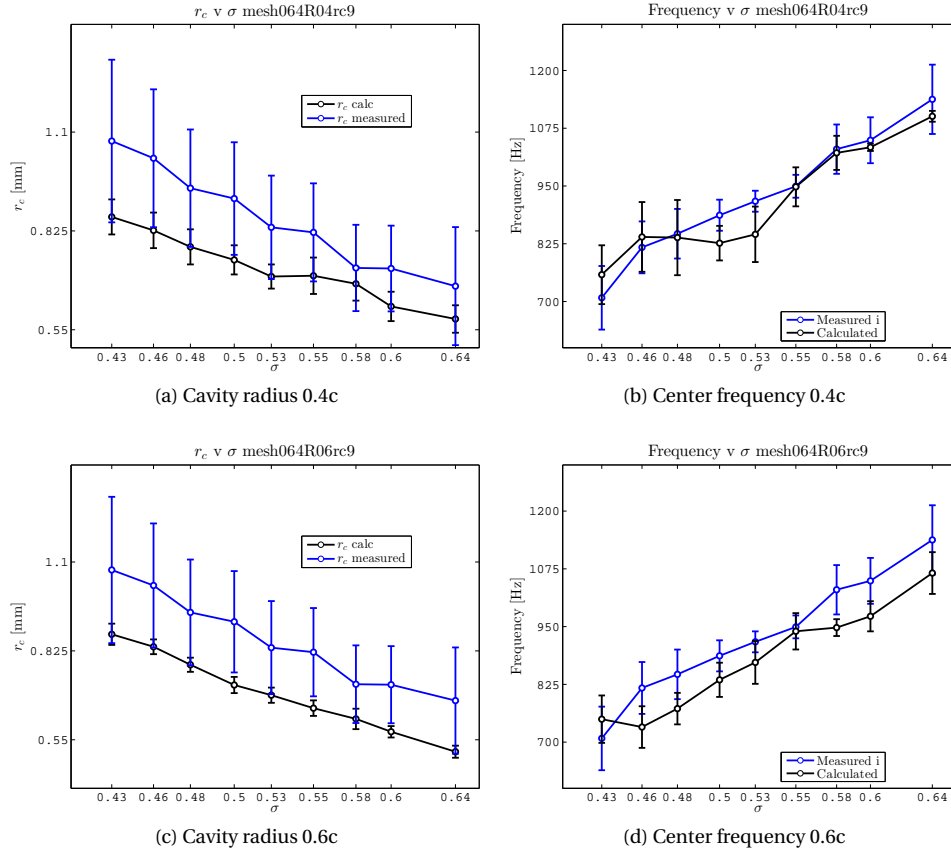 r_c v σ mesh064R04rc9
r_c [mm]
1.1
0.825
0.55
r_c calc
r_c measured
0.43 0.46 0.48 0.5 0.53 0.55 0.58 0.6 0.64
σ
(a) Cavity radius 0.4c
Frequency v σ mesh064R04rc9
Frequency [Hz]
1200
1075
950
825
700
Measured i
Calculated
0.43 0.46 0.48 0.5 0.53 0.55 0.58 0.6 0.64
σ
(b) Center frequency 0.4c
r_c v σ mesh064R06rc9
r_c [mm]
1.1
0.825
0.55
r_c calc
r_c measured
0.43 0.46 0.48 0.5 0.53 0.55 0.58 0.6 0.64
σ
(c) Cavity radius 0.6c
Frequency v σ mesh064R06rc9
Frequency [Hz]
1200
1075
950
825
700
Measured i
Calculated
0.43 0.46 0.48 0.5 0.53 0.55 0.58 0.6 0.64
σ
(d) Center frequency 0.6c